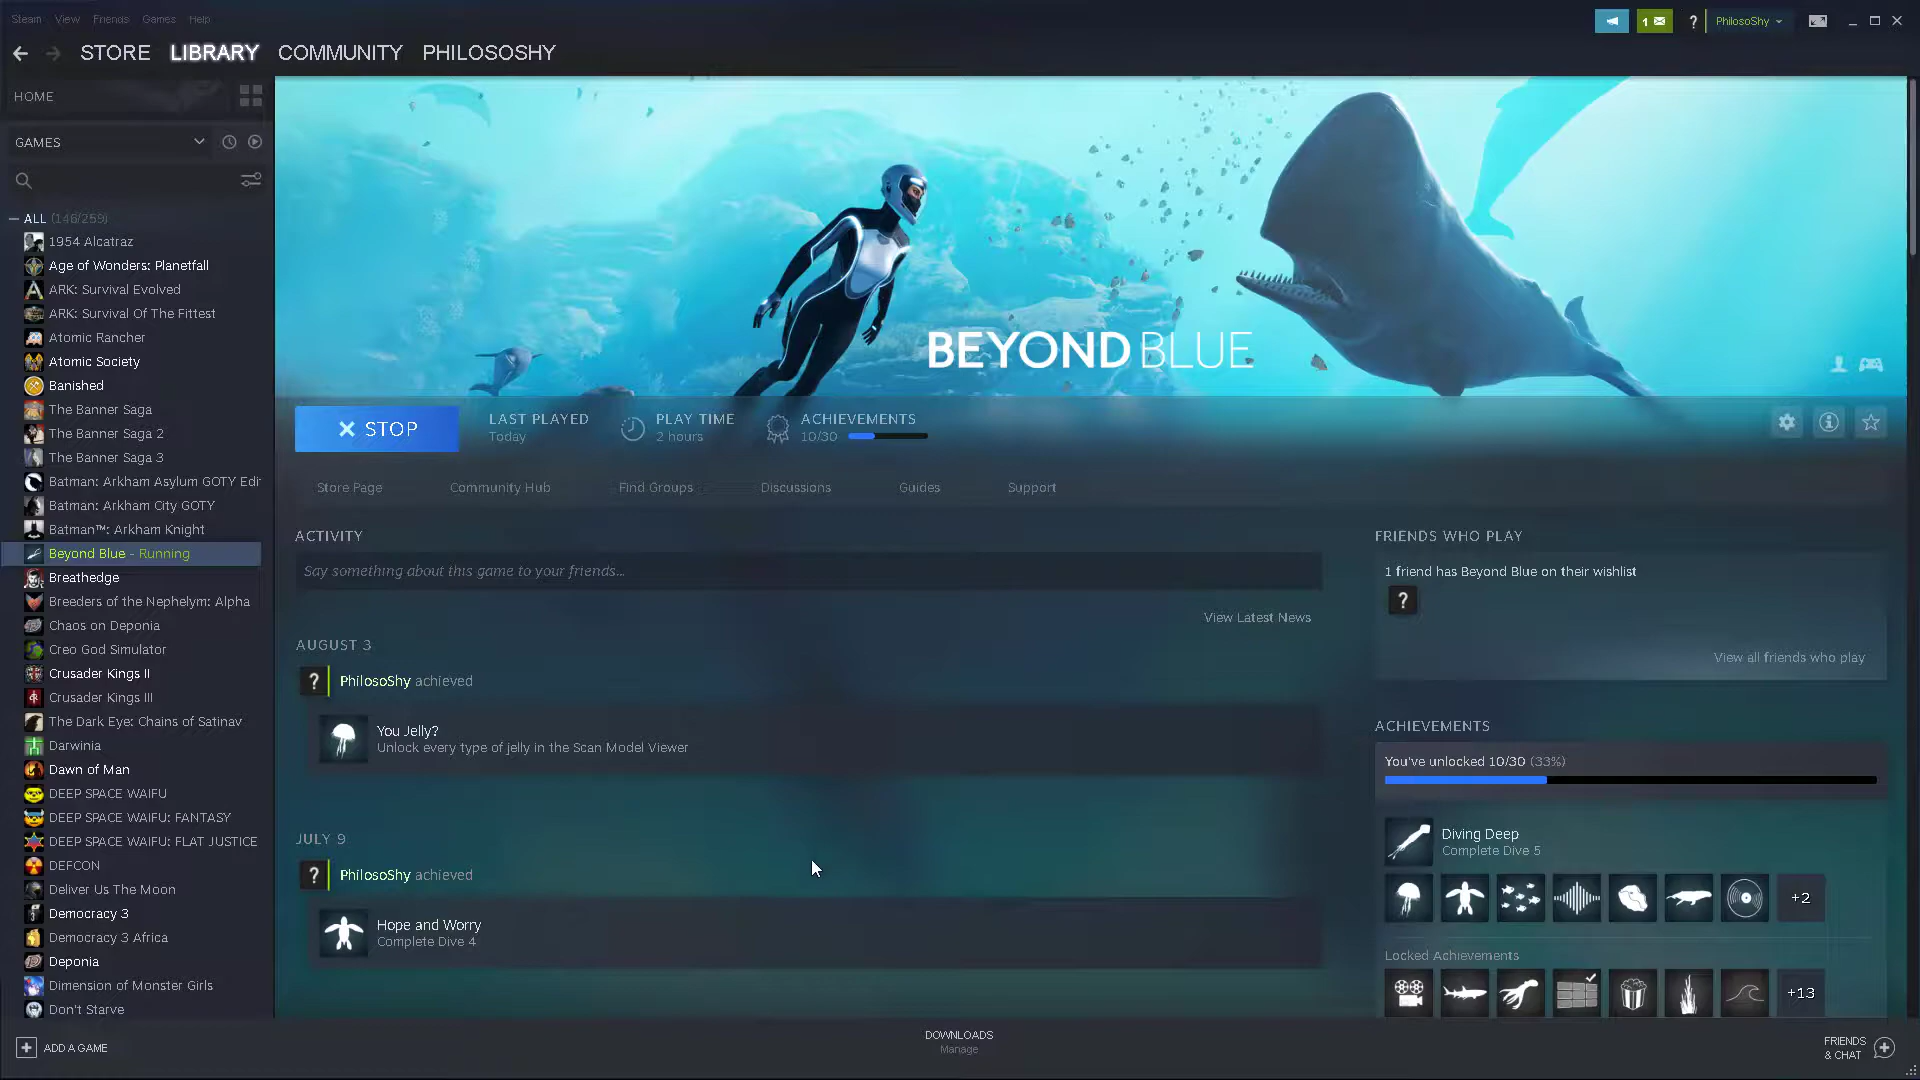 Steam View Friends Games Help
1
?
PhilosoShy
STORE LIBRARY COMMUNITY PHILOSOSHY
HOME
GAMES
ALL (146/259)
1954 Alcatraz
Age of Wonders: Planetfall
ARK: Survival Evolved
ARK: Survival Of The Fittest
Atomic Rancher
Atomic Society
Banished
The Banner Saga
The Banner Saga 2
The Banner Saga 3
Batman: Arkham Asylum GOTY Edi
Batman: Arkham City GOTY
Batman™: Arkham Knight
Beyond Blue - Running
Breathedge
Breeders of the Nephelym: Alpha
Chaos on Deponia
Creo God Simulator
Crusader Kings II
Crusader Kings III
The Dark Eye: Chains of Satinav
Darwinia
Dawn of Man
DEEP SPACE WAIFU
DEEP SPACE WAIFU: FANTASY
DEEP SPACE WAIFU: FLAT JUSTICE
DEFCON
Deliver Us The Moon
Democracy 3
Democracy 3 Africa
Deponia
Dimension of Monster Girls
Don't Starve
ADD A GAME
BEYOND BLUE
STOP
LAST PLAYED
Today
PLAY TIME
2 hours
ACHIEVEMENTS
10/30
Store Page Community Hub Find Groups Discussions Guides Support
ACTIVITY
Say something about this game to your friends...
View Latest News
AUGUST 3
?
PhilosoShy achieved
You Jelly?
Unlock every type of jelly in the Scan Model Viewer
JULY 9
?
PhilosoShy achieved
Hope and Worry
Complete Dive 4
FRIENDS WHO PLAY
1 friend has Beyond Blue on their wishlist
?
View all friends who play
ACHIEVEMENTS
You've unlocked 10/30 (33%)
Diving Deep
Complete Dive 5
+2
Locked Achievements
+13
DOWNLOADS
Manage
FRIENDS
& CHAT